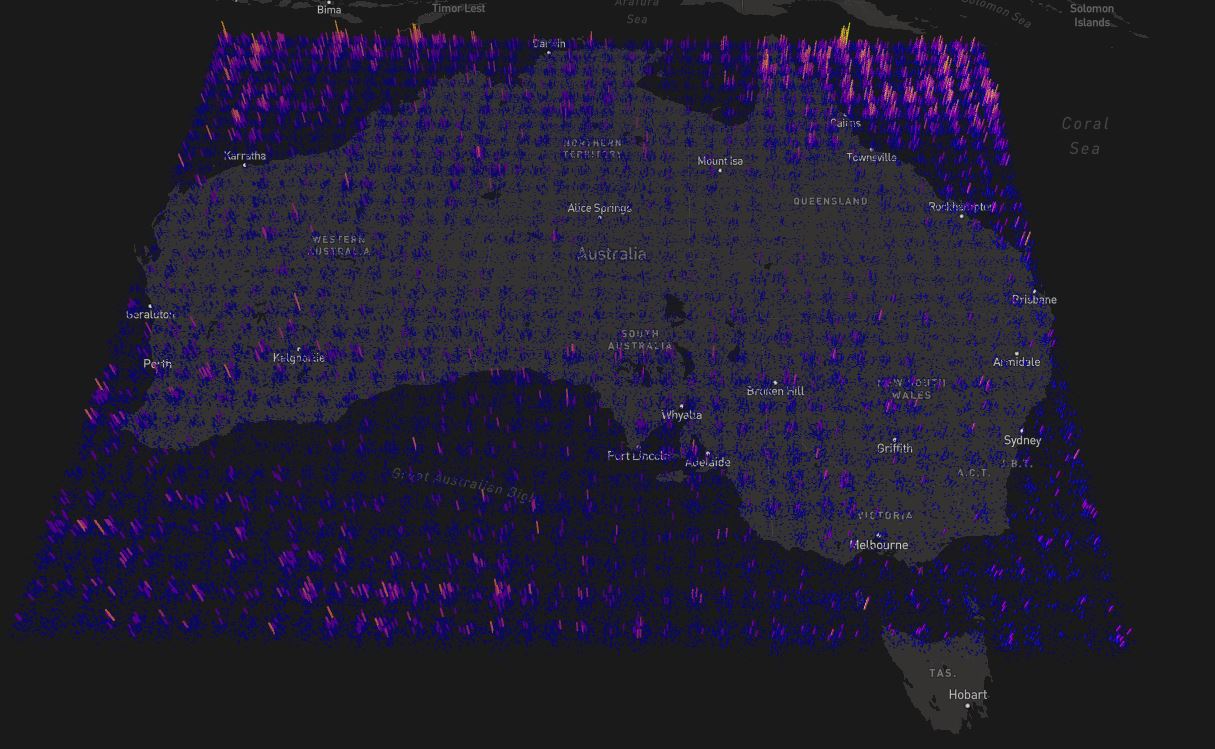 Bima
Timor Lest
Arafura
Sea
Solomon Sea
Solomon
Islands
Coral
Sea
Cairns
Karratha
NORTHERN
TERRITORY
Mount Isa
Townsville
Alice Springs
QUEENSLAND
Rockhampton
WESTERN
AUSTRALIA
Australia
Geraldton
Brisbane
SOUTH
AUSTRALIA
Perth
Kalgoorlie
Armidale
Broken Hill
NEW SOUTH
WALES
Whyalla
Griffith
Sydney
Port Lincoln
Adelaide
J.B.T.
A.C.T.
Great Australian Bight
VICTORIA
Melbourne
TAS.
Hobart